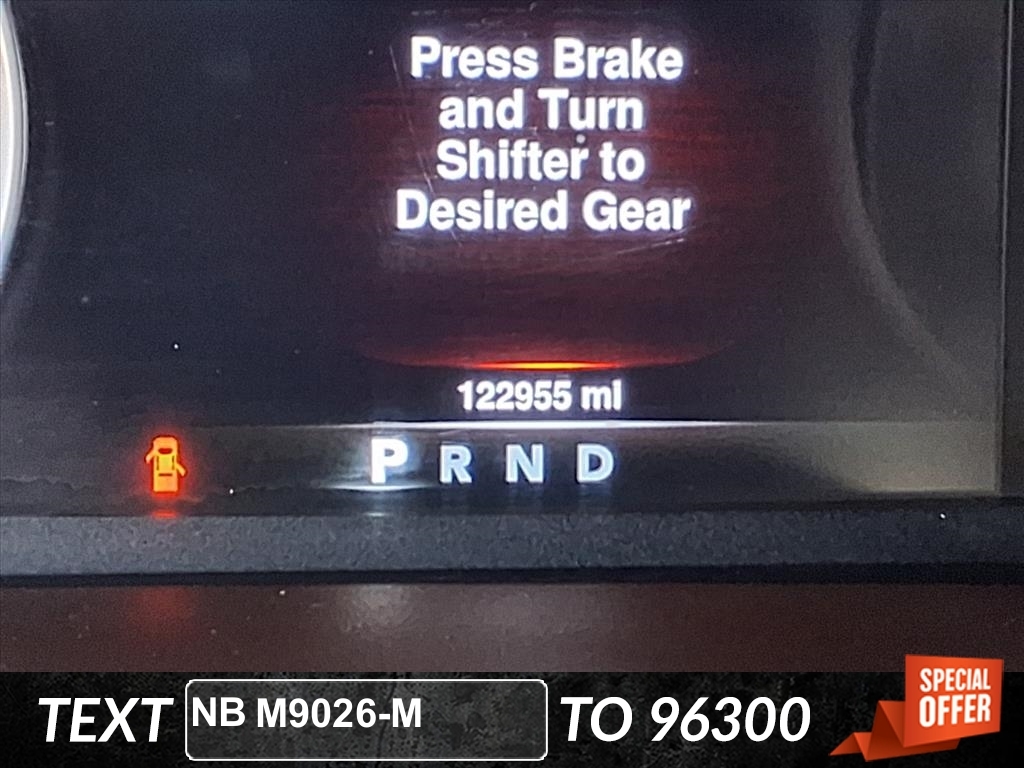 Press Brake
and Turn
Shifter to
Desired Gear
122955 mi
P R N D
TEXT NB M9026-M TO 96300
SPECIAL
OFFER